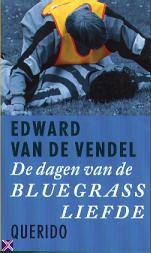 EDWARD
VAN DE VENDEL
De dagen van de
BLUEGRASS
LIEFDE
QUERIDO